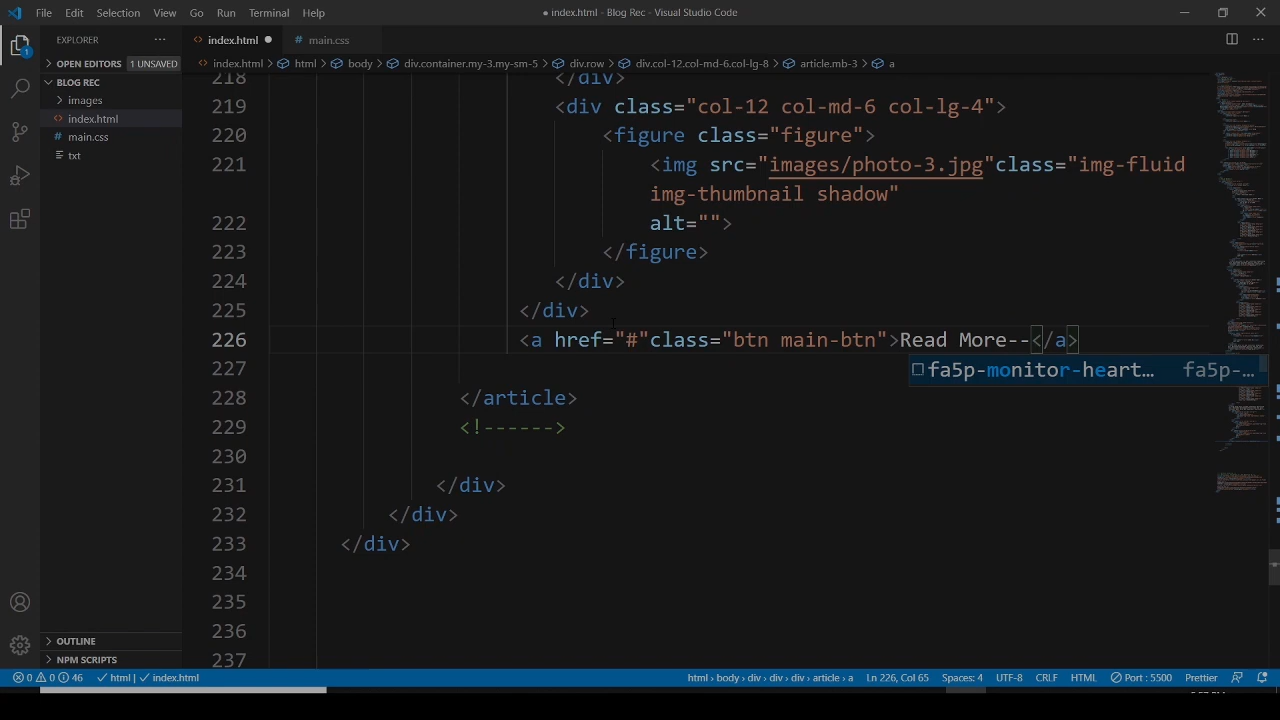 File Edit Selection View Go Run Terminal Help
● index.html - Blog Rec - Visual Studio Code
EXPLORER ···
index.html ●
main.css
OPEN EDITORS 1 UNSAVED
index.html > html > body > div.container.my-3.my-sm-5 > div.row > div.col-12.col-md-6.col-lg-8 > article.mb-3 > a
BLOG REC
images
index.html
main.css
txt
1
218 </div>
219 <div class="col-12 col-md-6 col-lg-4">
220 <figure class="figure">
221 <img src="images/photo-3.jpg"class="img-fluid
img-thumbnail shadow"
222 alt="">
223 </figure>
224 </div>
225 </div>
226 <a href="#"class="btn main-btn">Read More--</a>
fa5p-monitor-heart… fa5p-…
227
228 </article>
229 <!------>
230
231 </div>
232 </div>
233 </div>
234
235
236
237
OUTLINE
NPM SCRIPTS
0 0 46 html | index.html
html > body > div > div > div > article > a Ln 226, Col 65 Spaces: 4 UTF-8 CRLF HTML Port : 5500 Prettier